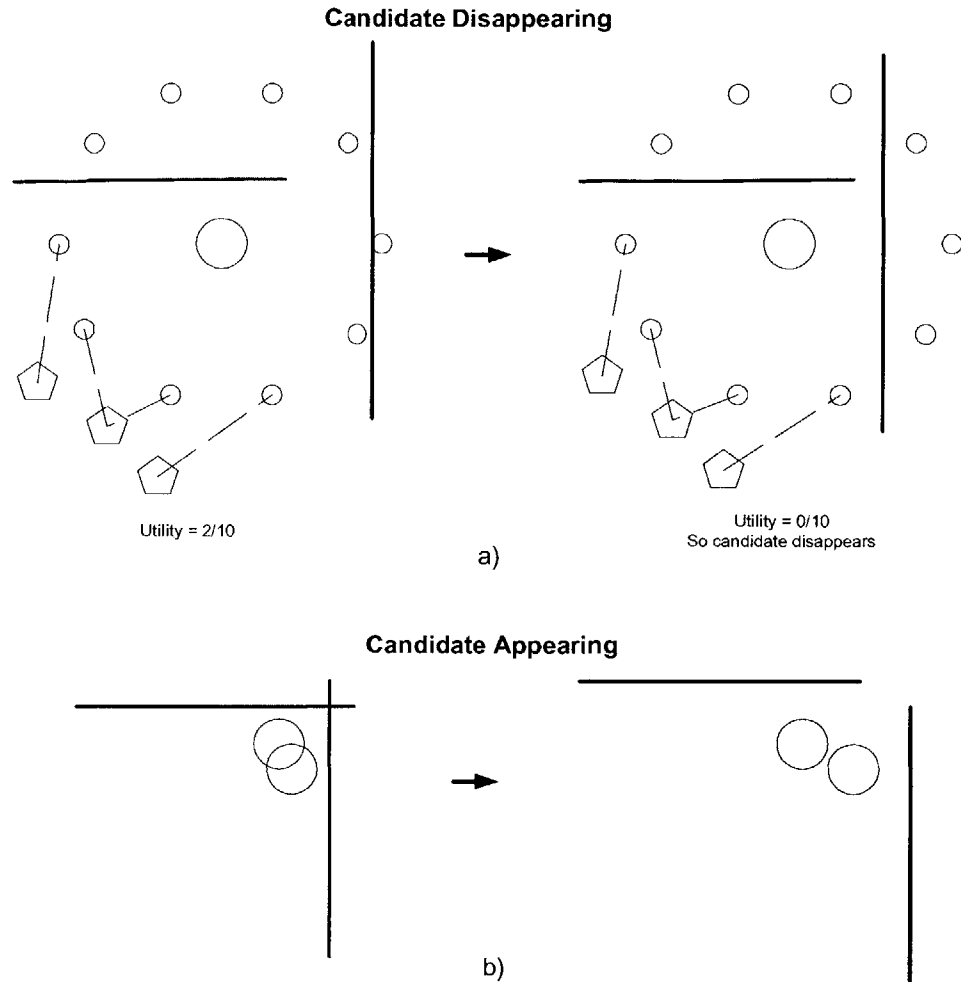 Candidate Disappearing
Utility = 2/10
Utility = 0/10
So candidate disappears
a)
Candidate Appearing
b)